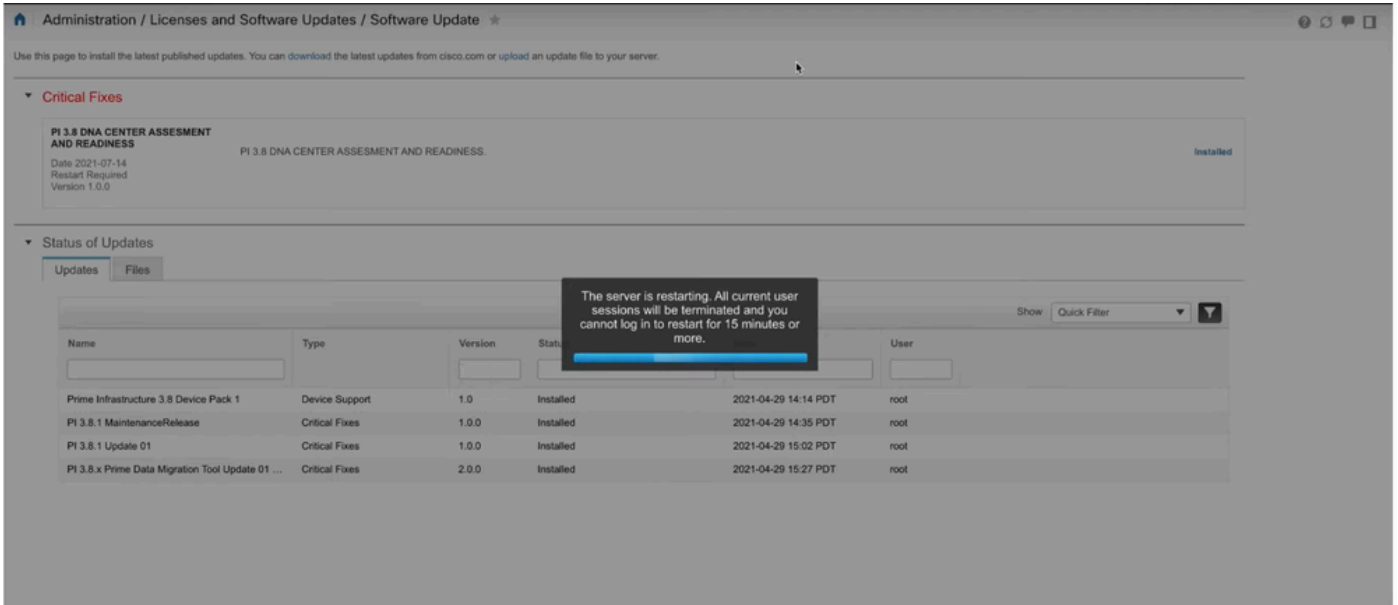 Administration / Licenses and Software Updates / Software Update
Use this page to install the latest published updates. You can download the latest updates from cisco.com or upload an update file to your server.
Critical Fixes
PI 3.8 DNA CENTER ASSESMENT
AND READINESS
Date 2021-07-14
Restart Required
Version 1.0.0
PI 3.8 DNA CENTER ASSESMENT AND READINESS.
Installed
Status of Updates
Updates Files
The server is restarting. All current user
sessions will be terminated and you
cannot log in to restart for 15 minutes or
more.
Show Quick Filter
Name Type Version User
Prime Infrastructure 3.8 Device Pack 1 Device Support 1.0 Installed 2021-04-29 14:14 PDT root
PI 3.8.1 MaintenanceRelease Critical Fixes 1.0.0 Installed 2021-04-29 14:35 PDT root
PI 3.8.1 Update 01 Critical Fixes 1.0.0 Installed 2021-04-29 15:02 PDT root
PI 3.8.x Prime Data Migration Tool Update 01 ... Critical Fixes 2.0.0 Installed 2021-04-29 15:27 PDT root